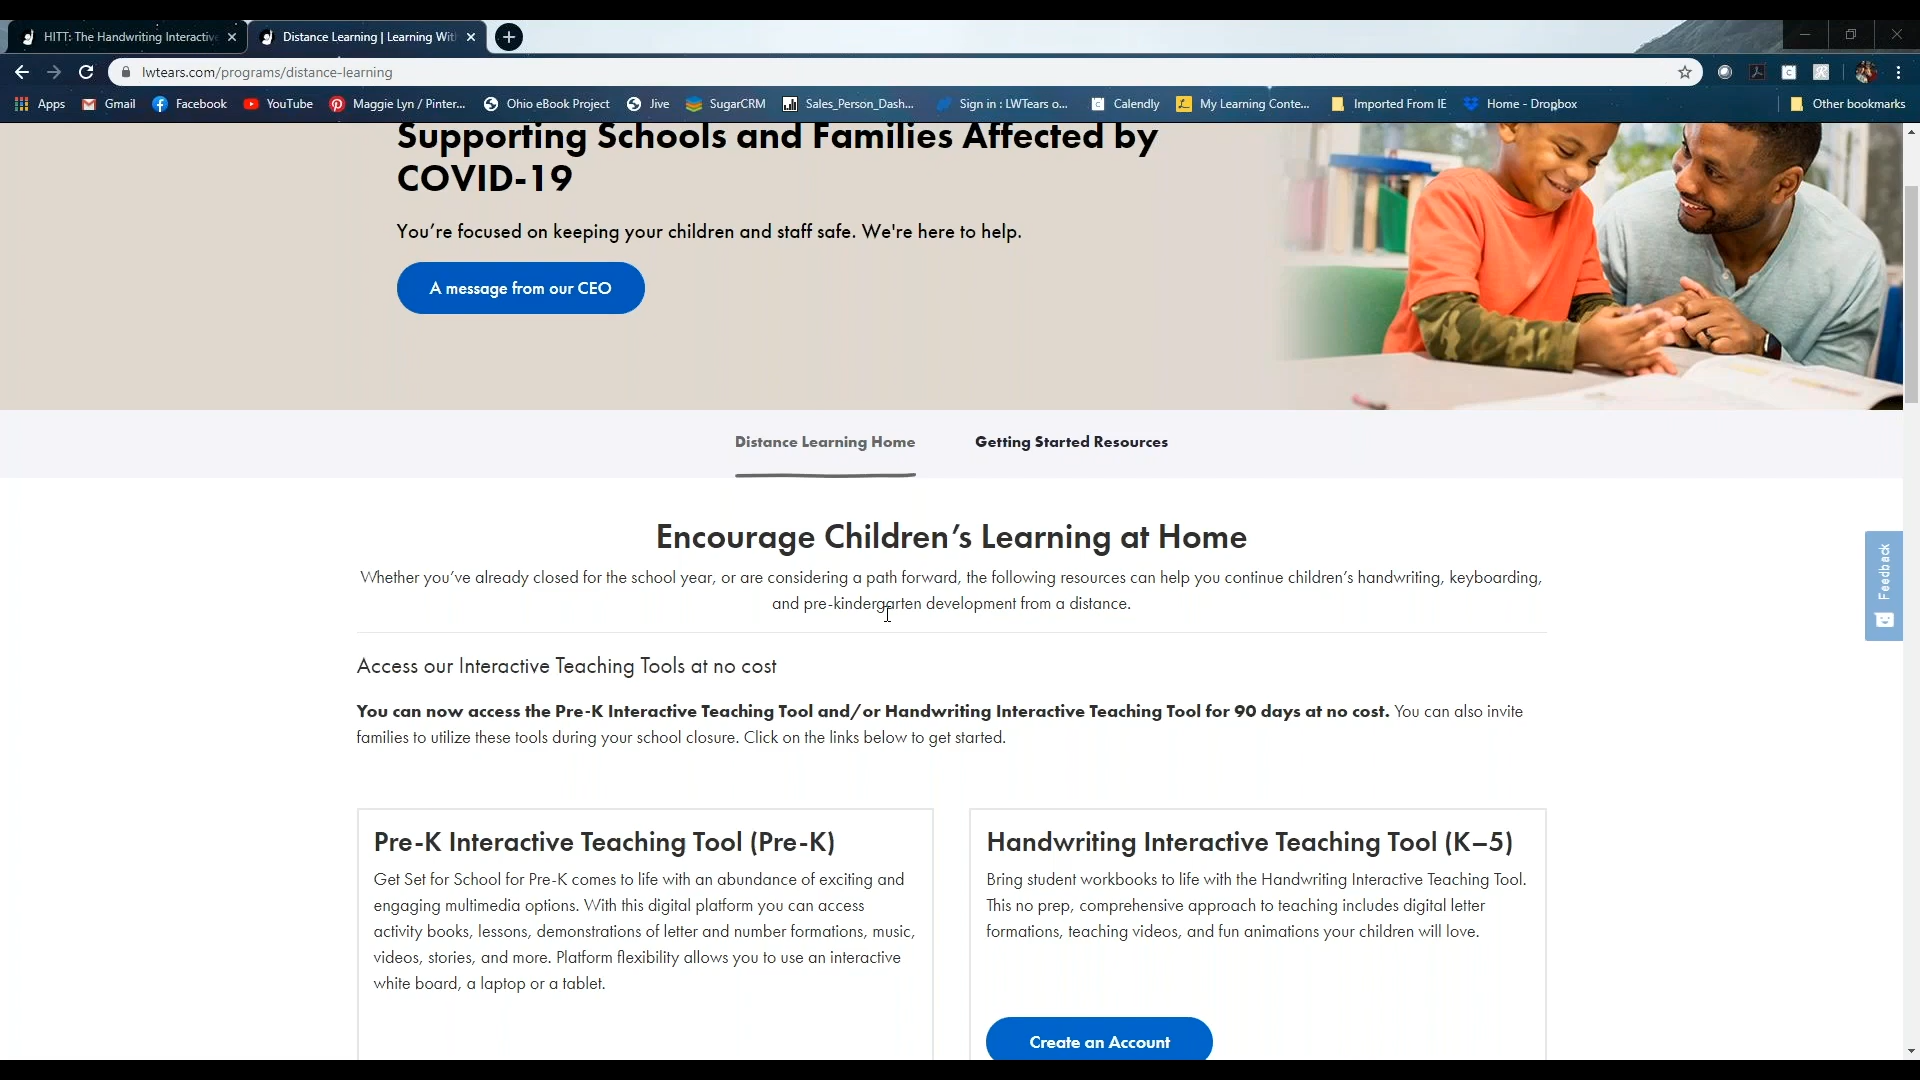 HITT: The Handwriting Interactive
Distance Learning | Learning Wit
lwtears.com/programs/distance-learning
Apps Gmail Facebook YouTube Maggie Lyn / Pinter... Ohio eBook Project Jive SugarCRM Sales_Person_Dash... Sign in : LWTears o... Calendly My Learning Conte... Imported From IE Home - Dropbox Other bookmarks
Supporting Schools and Families Affected by
COVID-19
You're focused on keeping your children and staff safe. We're here to help.
A message from our CEO
Distance Learning Home Getting Started Resources
Encourage Children's Learning at Home
Whether you've already closed for the school year, or are considering a path forward, the following resources can help you continue children's handwriting, keyboarding,
and pre-kindergarten development from a distance.
Feedback
Access our Interactive Teaching Tools at no cost
You can now access the Pre-K Interactive Teaching Tool and/or Handwriting Interactive Teaching Tool for 90 days at no cost. You can also invite
families to utilize these tools during your school closure. Click on the links below to get started.
Pre-K Interactive Teaching Tool (Pre-K)
Get Set for School for Pre-K comes to life with an abundance of exciting and
engaging multimedia options. With this digital platform you can access
activity books, lessons, demonstrations of letter and number formations, music,
videos, stories, and more. Platform flexibility allows you to use an interactive
white board, a laptop or a tablet.
Handwriting Interactive Teaching Tool (K–5)
Bring student workbooks to life with the Handwriting Interactive Teaching Tool.
This no prep, comprehensive approach to teaching includes digital letter
formations, teaching videos, and fun animations your children will love.
Create an Account